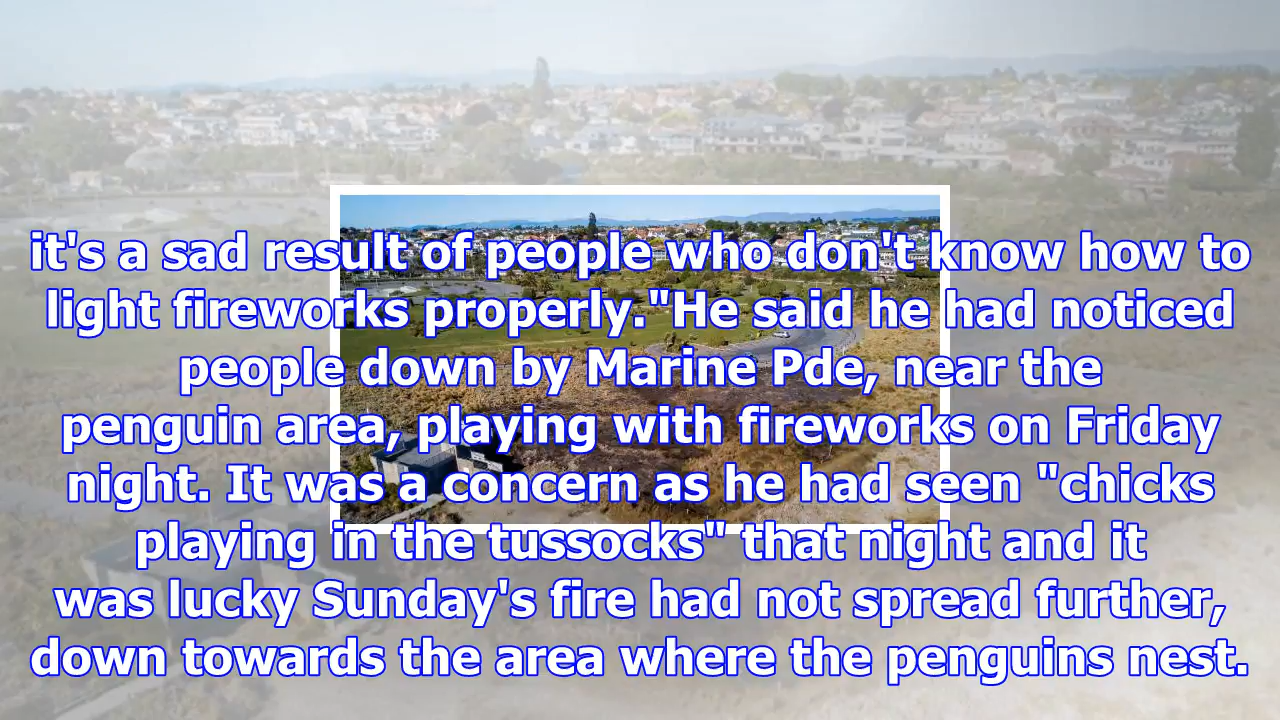 it's a sad result of people who don't know how to
light fireworks properly."He said he had noticed
people down by Marine Pde, near the
penguin area, playing with fireworks on Friday
night. It was a concern as he had seen "chicks
playing in the tussocks" that night and it
was lucky Sunday's fire had not spread further,
down towards the area where the penguins nest.